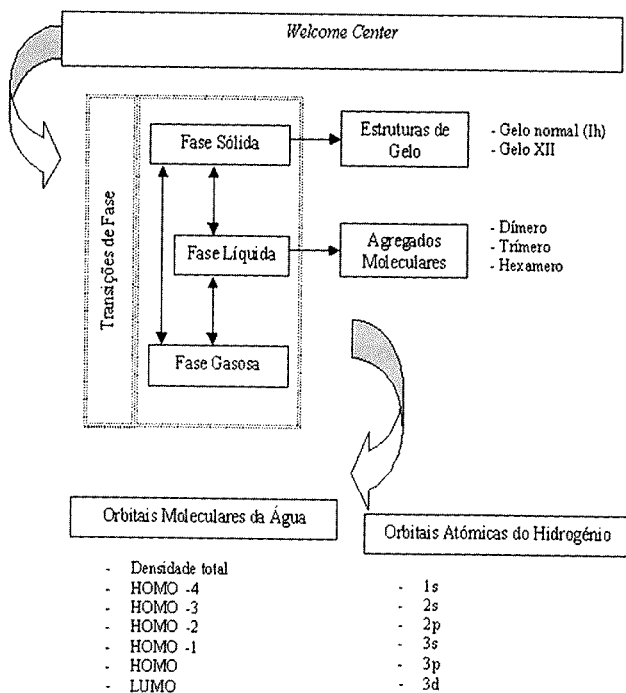 Welcome Center
Transições de Fase
Fase Sólida
Estruturas de
Gelo
- Gelo normal (Ih)
- Gelo XII
Fase Líquida
Agregados
Moleculares
- Dímero
- Trímero
- Hexamero
Fase Gasosa
Orbitais Moleculares da Água
- Densidade total
- HOMO -4
- HOMO -3
- HOMO -2
- HOMO -1
- HOMO
- LUMO
Orbitais Atómicas do Hidrogénio
- 1s
- 2s
- 2p
- 3s
- 3p
- 3d